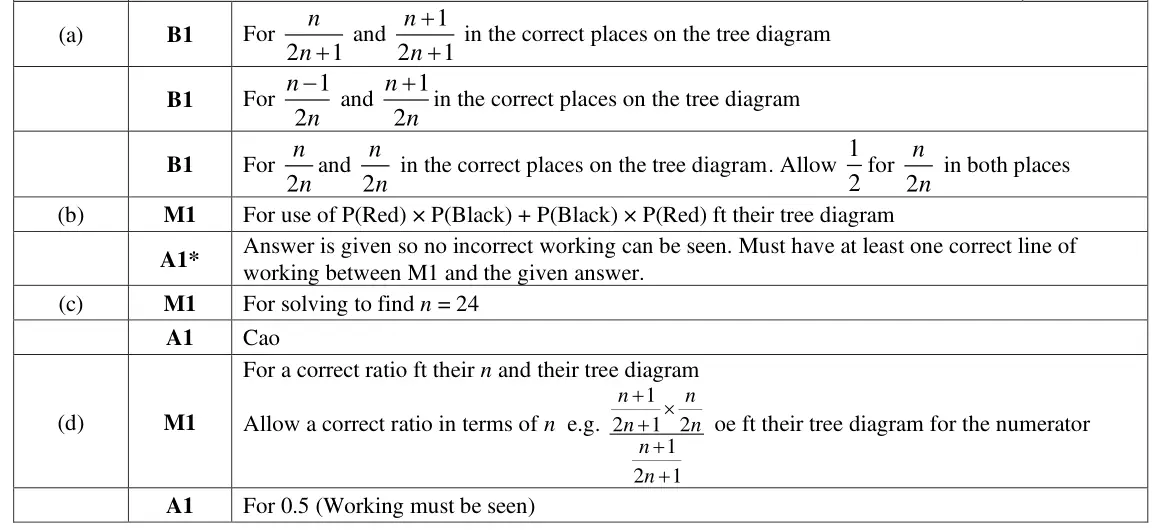 (a) B1 For n/(2n+1) and (n+1)/(2n+1) in the correct places on the tree diagram
B1 For (n−1)/2n and (n+1)/2n in the correct places on the tree diagram
B1 For n/2n and n/2n in the correct places on the tree diagram. Allow 1/2 for n/2n in both places
(b) M1 For use of P(Red) × P(Black) + P(Black) × P(Red) ft their tree diagram
A1* Answer is given so no incorrect working can be seen. Must have at least one correct line of
working between M1 and the given answer.
(c) M1 For solving to find n = 24
A1 Cao
(d) M1 For a correct ratio ft their n and their tree diagram
Allow a correct ratio in terms of n e.g. ((n+1)/(2n+1) × n/2n)/((n+1)/(2n+1)) oe ft their tree diagram for the numerator
A1 For 0.5 (Working must be seen)